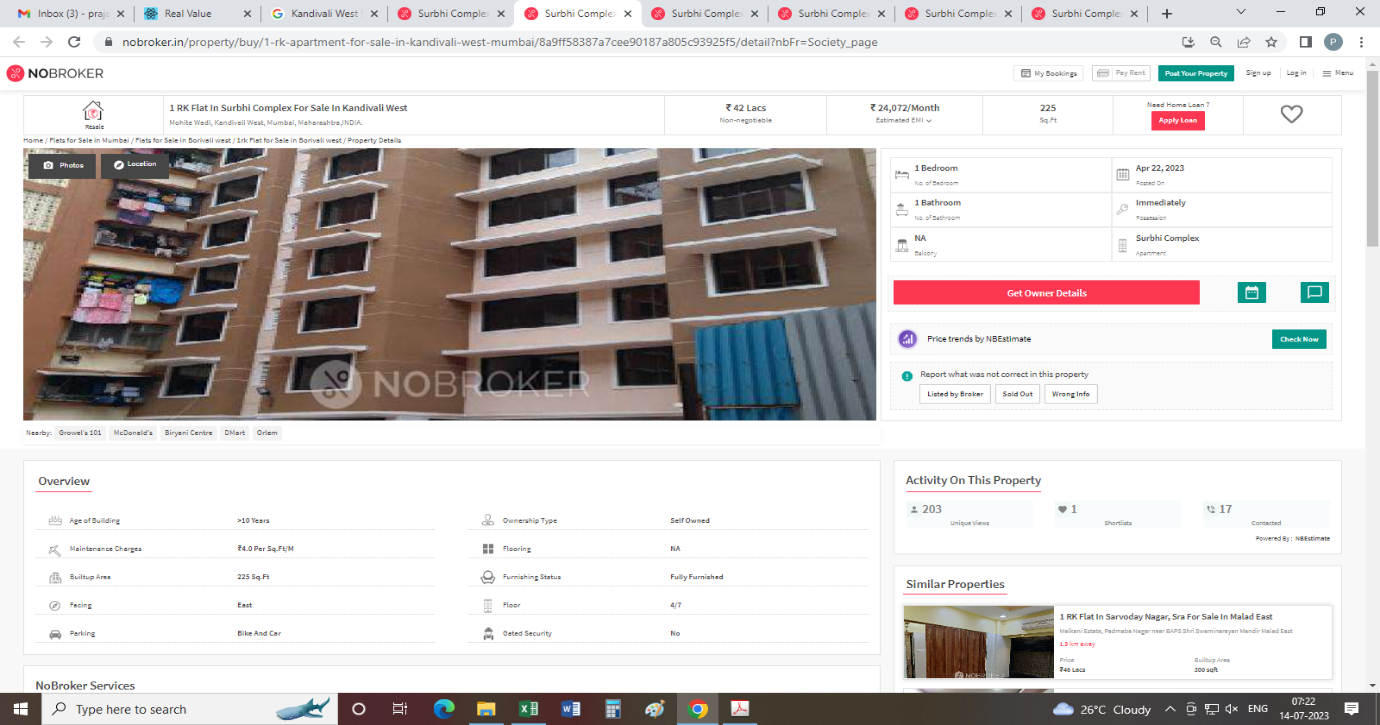 Inbox (3) - praja
Real Value
Kandivali West
Surbhi Complex
Surbhi Complex
Surbhi Complex
Surbhi Complex
Surbhi Complex
Surbhi Complex
nobroker.in/property/buy/1-rk-apartment-for-sale-in-kandivali-west-mumbai/8a9ff58387a7cee90187a805c93925f5/detail?nbFr=Society_page
P
NOBROKER
My Bookings
Pay Rent
Post Your Property
Sign up
Log in
Menu
Resale
1 RK Flat In Surbhi Complex For Sale In Kandivali West
Mohite Wadi, Kandivali West, Mumbai, Maharashtra,INDIA.
₹ 42 Lacs
Non-negotiable
₹ 24,072/Month
Estimated EMI
225
Sq.Ft
Need Home Loan ?
Apply Loan
Home / Flats for Sale in Mumbai / Flats for Sale in Borivali west / 1rk Flat for Sale in Borivali west / Property Details
Photos
Location
NOBROKER
1 Bedroom
No. of Bedroom
Apr 22, 2023
Posted On
1 Bathroom
No. of Bathroom
Immediately
Possession
NA
Balcony
Surbhi Complex
Apartment
Get Owner Details
Price trends by NBEstimate
Check Now
Report what was not correct in this property
Listed by Broker
Sold Out
Wrong Info
Nearby: Growel's 101 McDonald's Biryani Centre DMart Orlem
Overview
Age of Building >10 Years
Ownership Type Self Owned
Maintenance Charges ₹4.0 Per Sq.Ft/M
Flooring NA
Builtup Area 225 Sq.Ft
Furnishing Status Fully Furnished
Facing East
Floor 4/7
Parking Bike And Car
Gated Security No
Activity On This Property
203
Unique Views
1
Shortlists
17
Contacted
Powered By : NBEstimate
Similar Properties
1 RK Flat In Sarvoday Nagar, Sra For Sale In Malad East
Malkani Estate, Padmaba Nagar near BAPS Shri Swaminarayan Mandir Malad East
1.3 km away
Price
₹46 Lacs
Builtup Area
300 sqft
NOBROKER
NoBroker Services
Type here to search
26°C Cloudy
ENG
07:22
14-07-2023